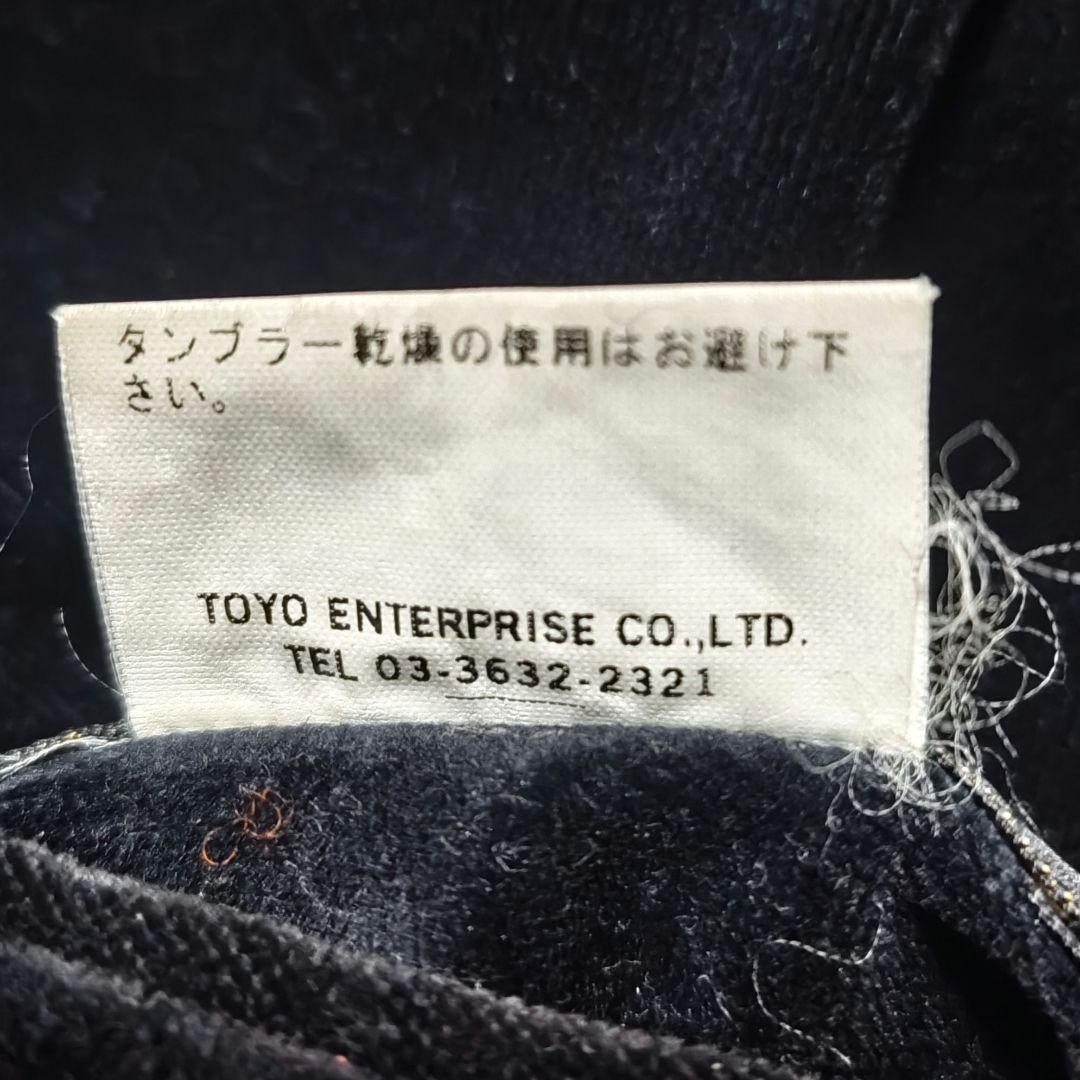 タンブラー乾燥の使用はお避け下
さい。
TOYO ENTERPRISE CO.,LTD.
TEL 03-3632-2321